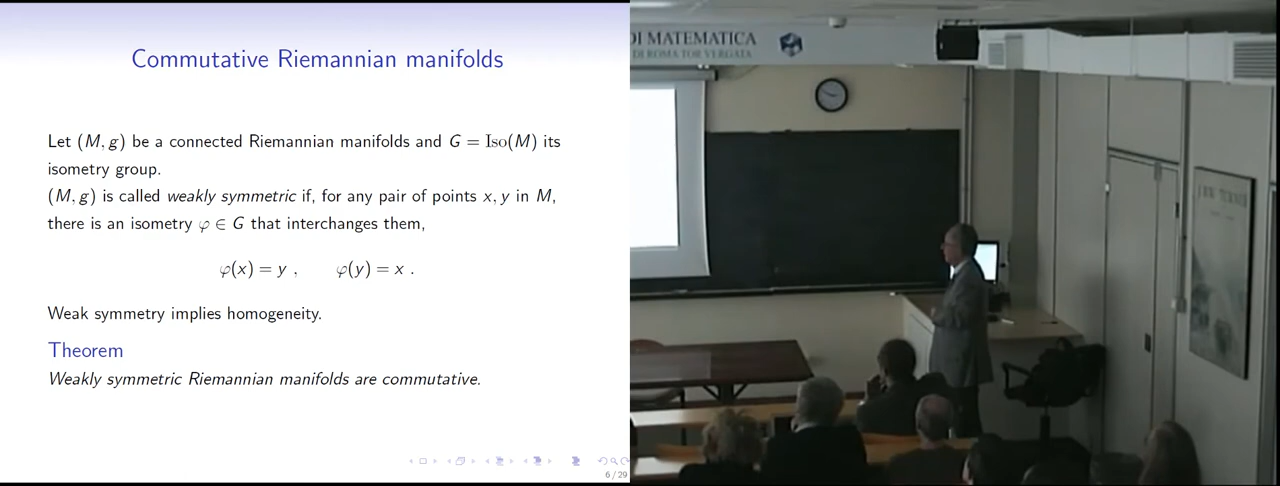 Commutative Riemannian manifolds
Let (M, g) be a connected Riemannian manifolds and G = Iso(M) its
isometry group.
(M, g) is called weakly symmetric if, for any pair of points x, y in M,
there is an isometry φ ∈ G that interchanges them,
φ(x) = y , φ(y) = x .
Weak symmetry implies homogeneity.
Theorem
Weakly symmetric Riemannian manifolds are commutative.
6 / 29
DI MATEMATICA
DI ROMA TOR VERGATA